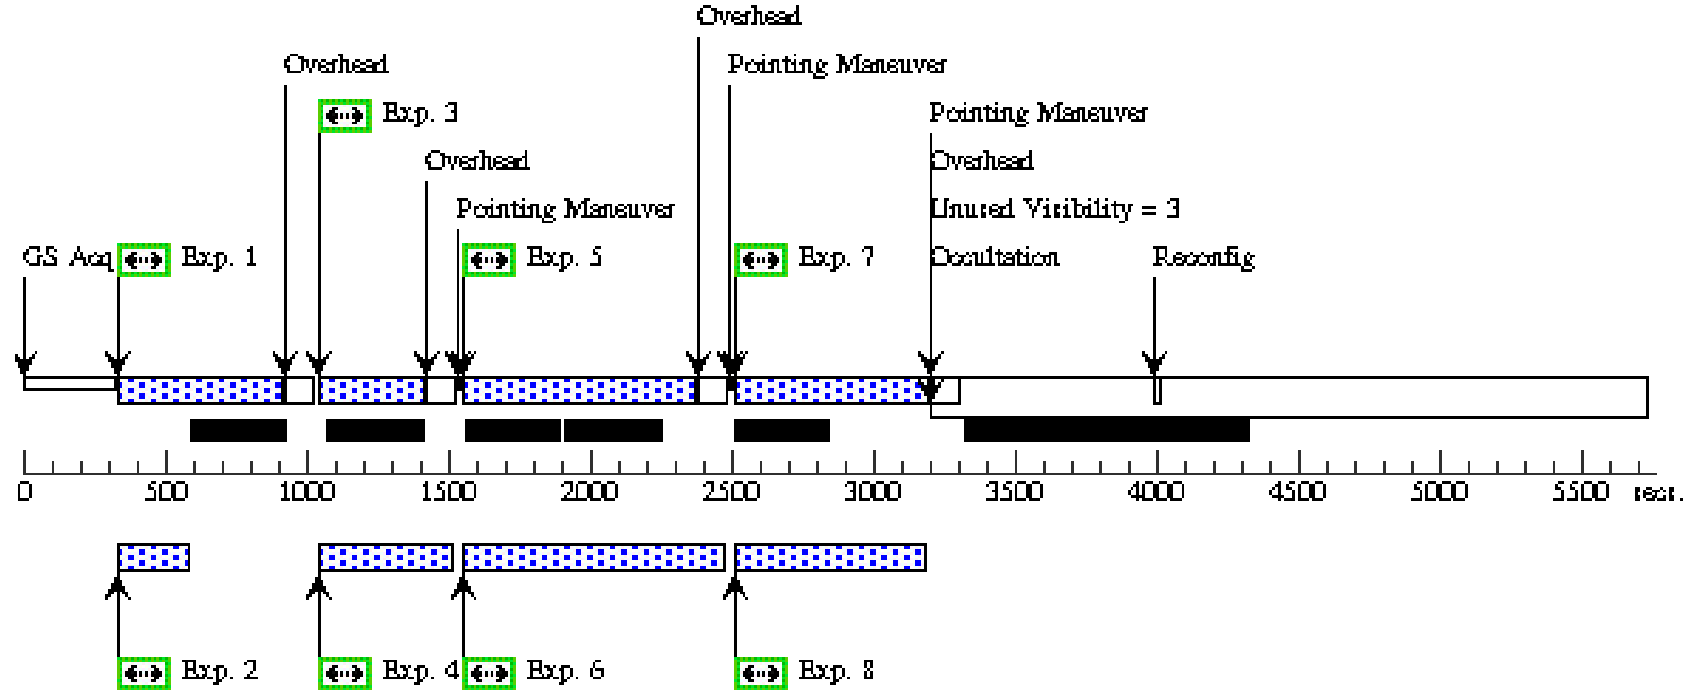 Overhead
Overhead
Pointing Maneuver
Exp. 3
Pointing Maneuver
Overhead
Overhead
Pointing Maneuver
Unused Visibility = 3
GS Acq
Exp. 1
Exp. 5
Exp. 7
Occultation
Reconfig
0 500 1000 1500 2000 2500 3000 3500 4000 4500 5000 5500 secs.
Exp. 2
Exp. 4
Exp. 6
Exp. 8